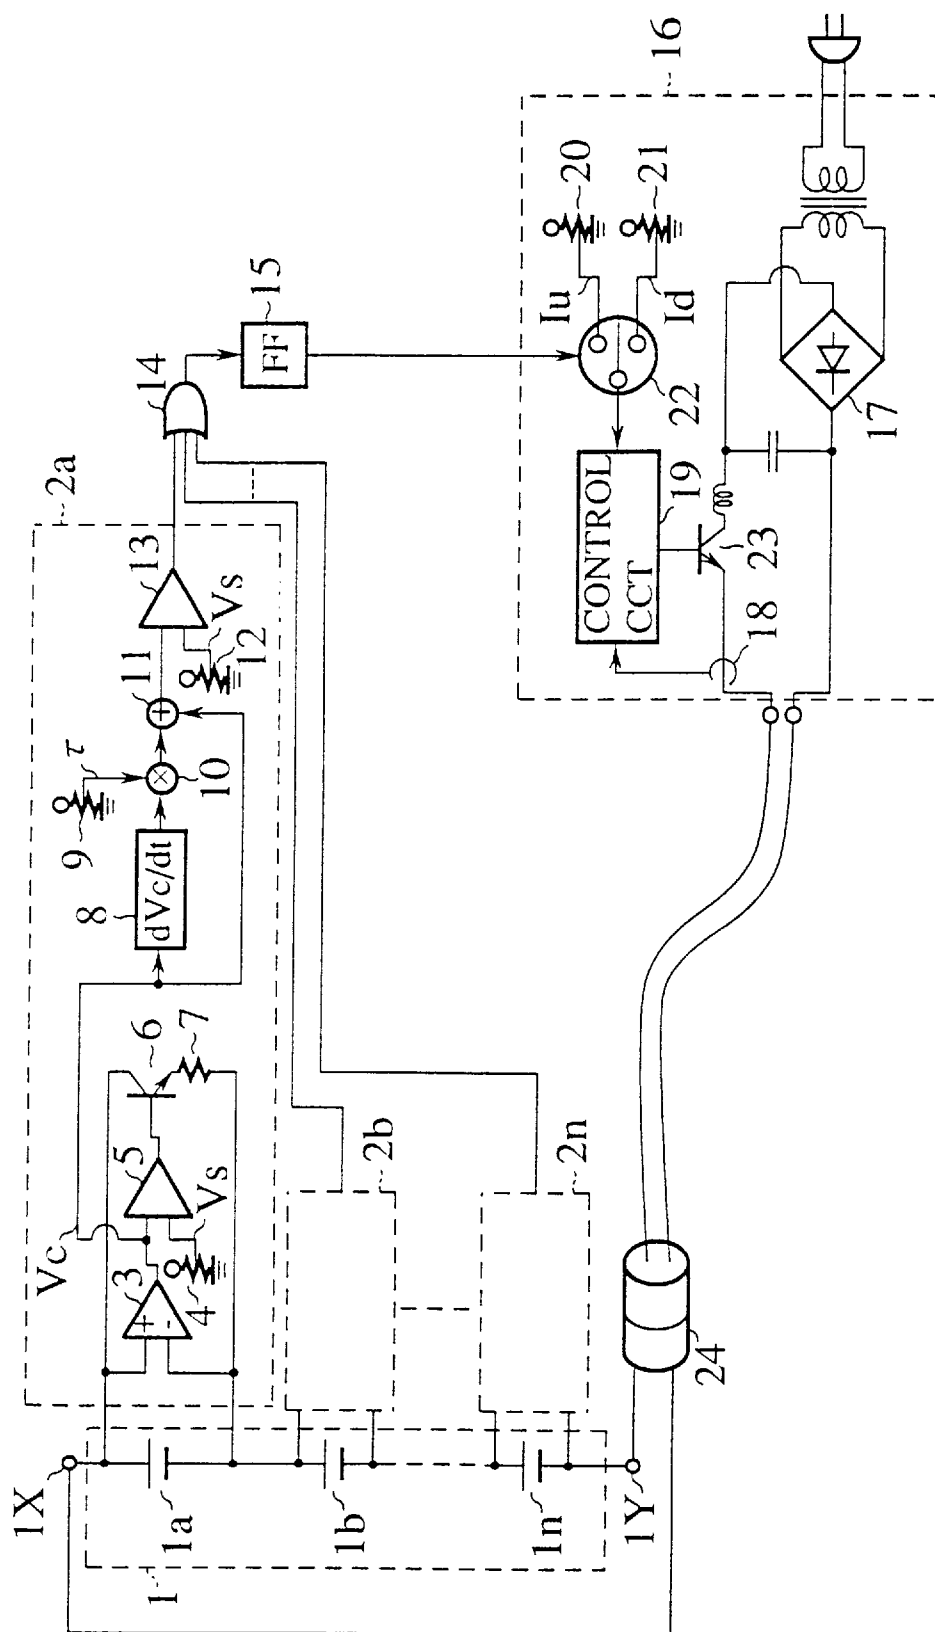 1X
1
1a
1b
1n
1Y
Vc
3
4
Vs
5
6
7
8
dVc/dt
9
τ
10
11
12
Vs
13
2a
2b
2n
14
15
FF
16
Iu
20
Id
21
22
CONTROL
CCT
19
23
18
17
24
+
-
×
+